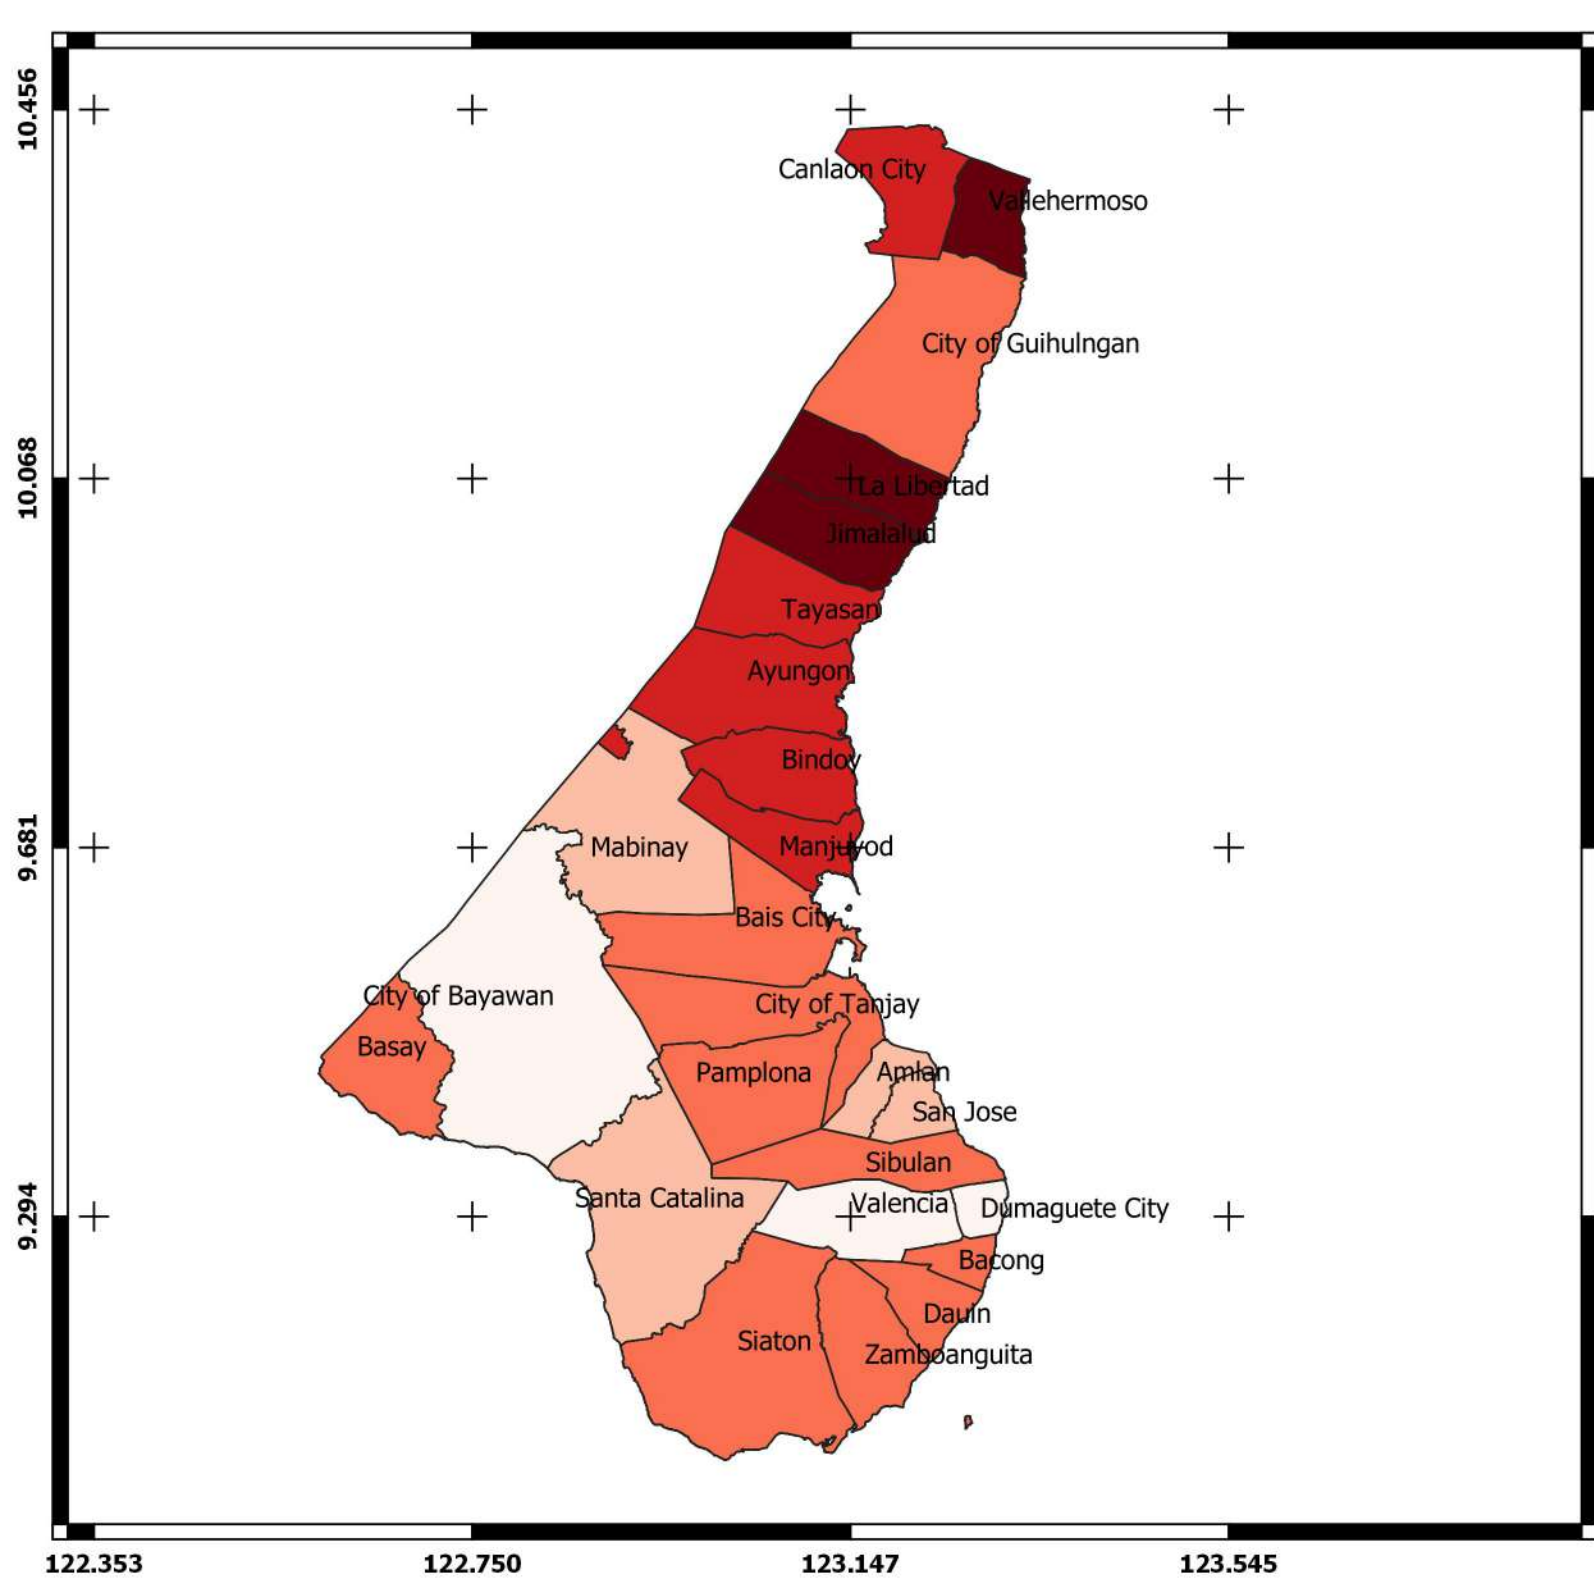 10.456
Canlaon City
Vallehermoso
City of Guihulngan
10.068
La Libertad
Jimalalud
Tayasan
Ayungon
Bindoy
9.681
Mabinay
Manjuyod
Bais City
City of Bayawan
City of Tanjay
Basay
Pamplona
Amlan
San Jose
Sibulan
9.294
Santa Catalina
Valencia
Dumaguete City
Bacong
Dauin
Siaton
Zamboanguita
122.353
122.750
123.147
123.545